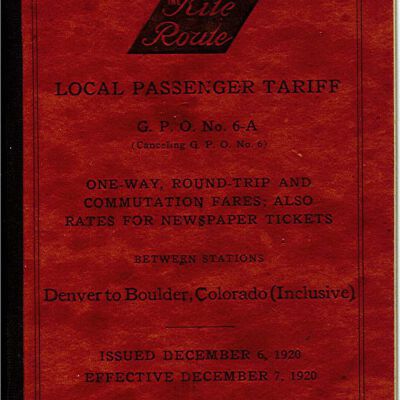 THE
Kite
Route
LOCAL PASSENGER TARIFF
G. P. O. No. 6-A
(Canceling G. P. O. No. 6)
ONE-WAY, ROUND-TRIP AND
COMMUTATION FARES; ALSO
RATES FOR NEWSPAPER TICKETS
BETWEEN STATIONS
Denver to Boulder, Colorado (Inclusive)
ISSUED DECEMBER 6, 1920
EFFECTIVE DECEMBER 7, 1920